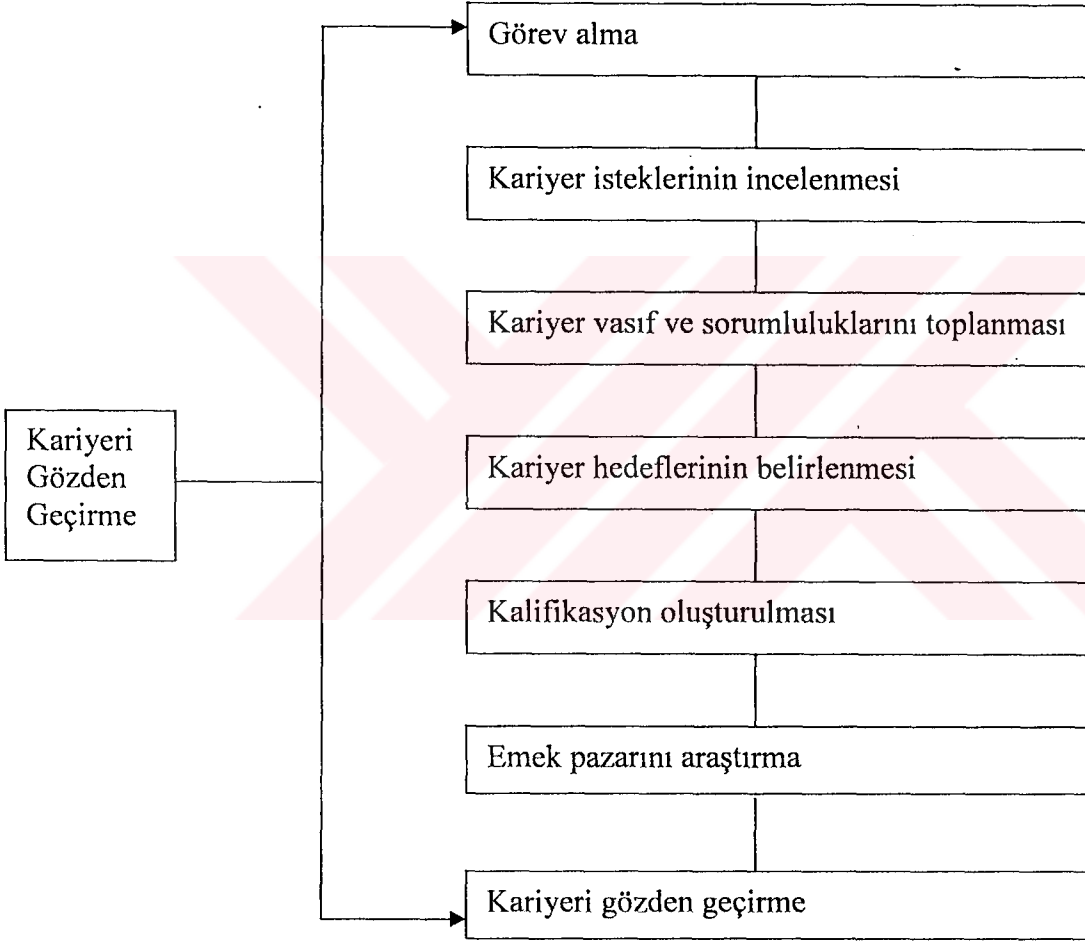 Görev alma
Kariyer isteklerinin incelenmesi
Kariyer vasıf ve sorumluluklarını toplanması
Kariyeri
Gözden
Geçirme
Kariyer hedeflerinin belirlenmesi
Kalifikasyon oluşturulması
Emek pazarını araştırma
Kariyeri gözden geçirme